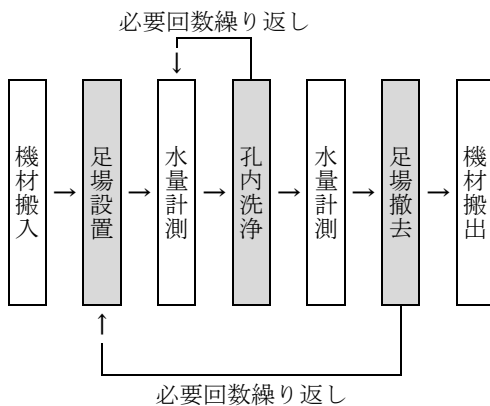 必要回数繰り返し
機材搬入
足場設置
水量計測
孔内洗浄
水量計測
足場撤去
機材搬出
必要回数繰り返し